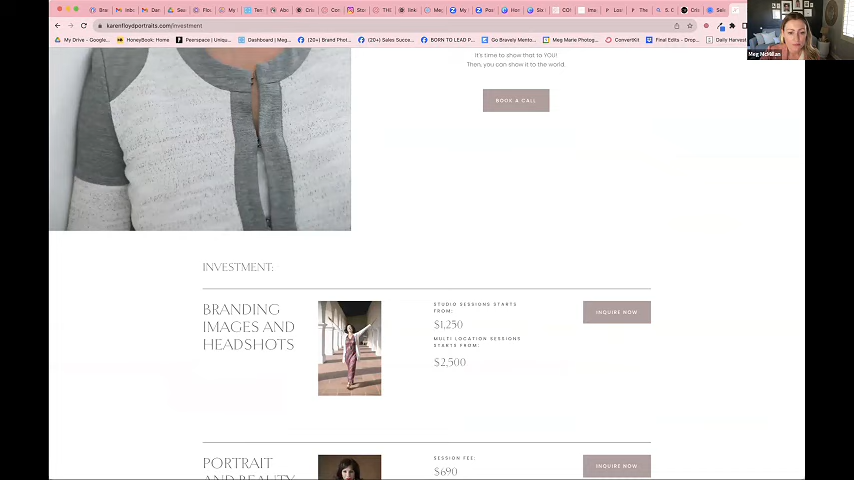 karenfloydportraits.com/investment
My Drive - Google...
HoneyBook: Home
Peerspace | Uniqu...
Dashboard | Meg...
(20+) Brand Phot...
(20+) Sales Succe...
BORN TO LEAD P...
Go Bravely Mento...
Meg Marie Photog...
ConvertKit
Final Edits - Drop...
Daily Harvest
Meg McMillan
It's time to show that to YOU!
Then, you can show it to the world.
BOOK A CALL
INVESTMENT:
BRANDING
IMAGES AND
HEADSHOTS
STUDIO SESSIONS STARTS
FROM:
$1,250
MULTI LOCATION SESSIONS
STARTS FROM:
$2,500
INQUIRE NOW
PORTRAIT
AND BEAUTY
SESSION FEE:
$690
INQUIRE NOW